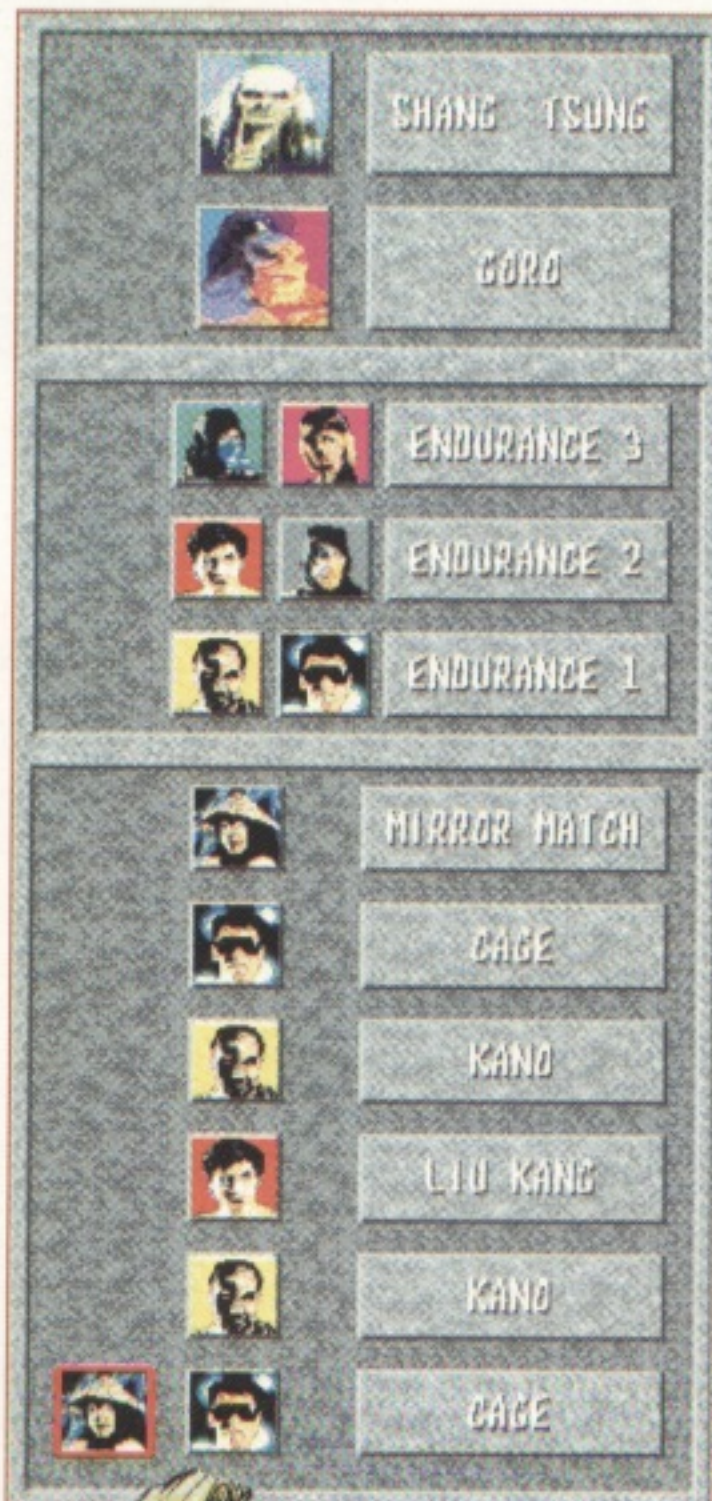 SHANG TSUNG
GORO
ENDURANCE 3
ENDURANCE 2
ENDURANCE 1
MIRROR MATCH
CAGE
KANO
LIU KANG
KANO
CAGE